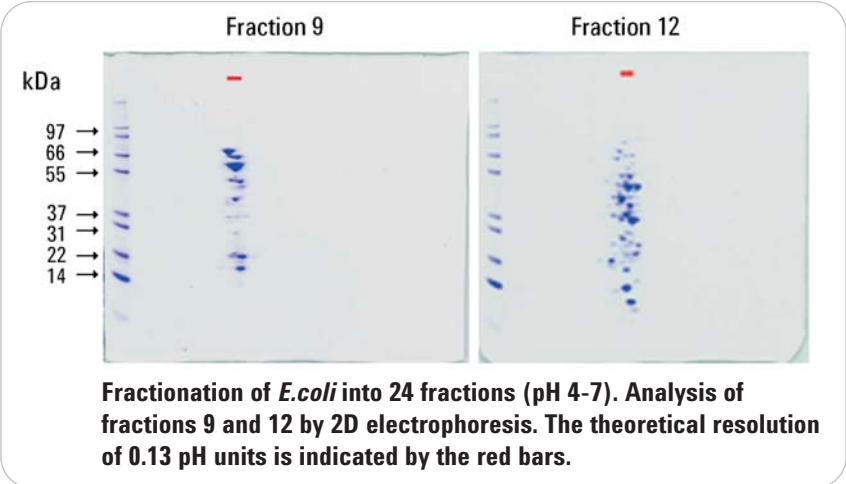 Fraction 9
Fraction 12
kDa
97 →
66 →
55 →
37 →
31 →
22 →
14 →
Fractionation of E.coli into 24 fractions (pH 4-7). Analysis of
fractions 9 and 12 by 2D electrophoresis. The theoretical resolution
of 0.13 pH units is indicated by the red bars.